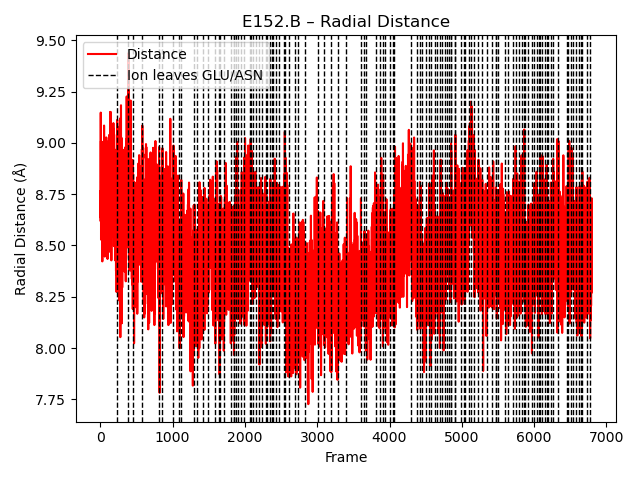 E152.B – Radial Distance
Distance
Ion leaves GLU/ASN
Radial Distance (Å)
9.50
9.25
9.00
8.75
8.50
8.25
8.00
7.75
0 1000 2000 3000 4000 5000 6000 7000
Frame